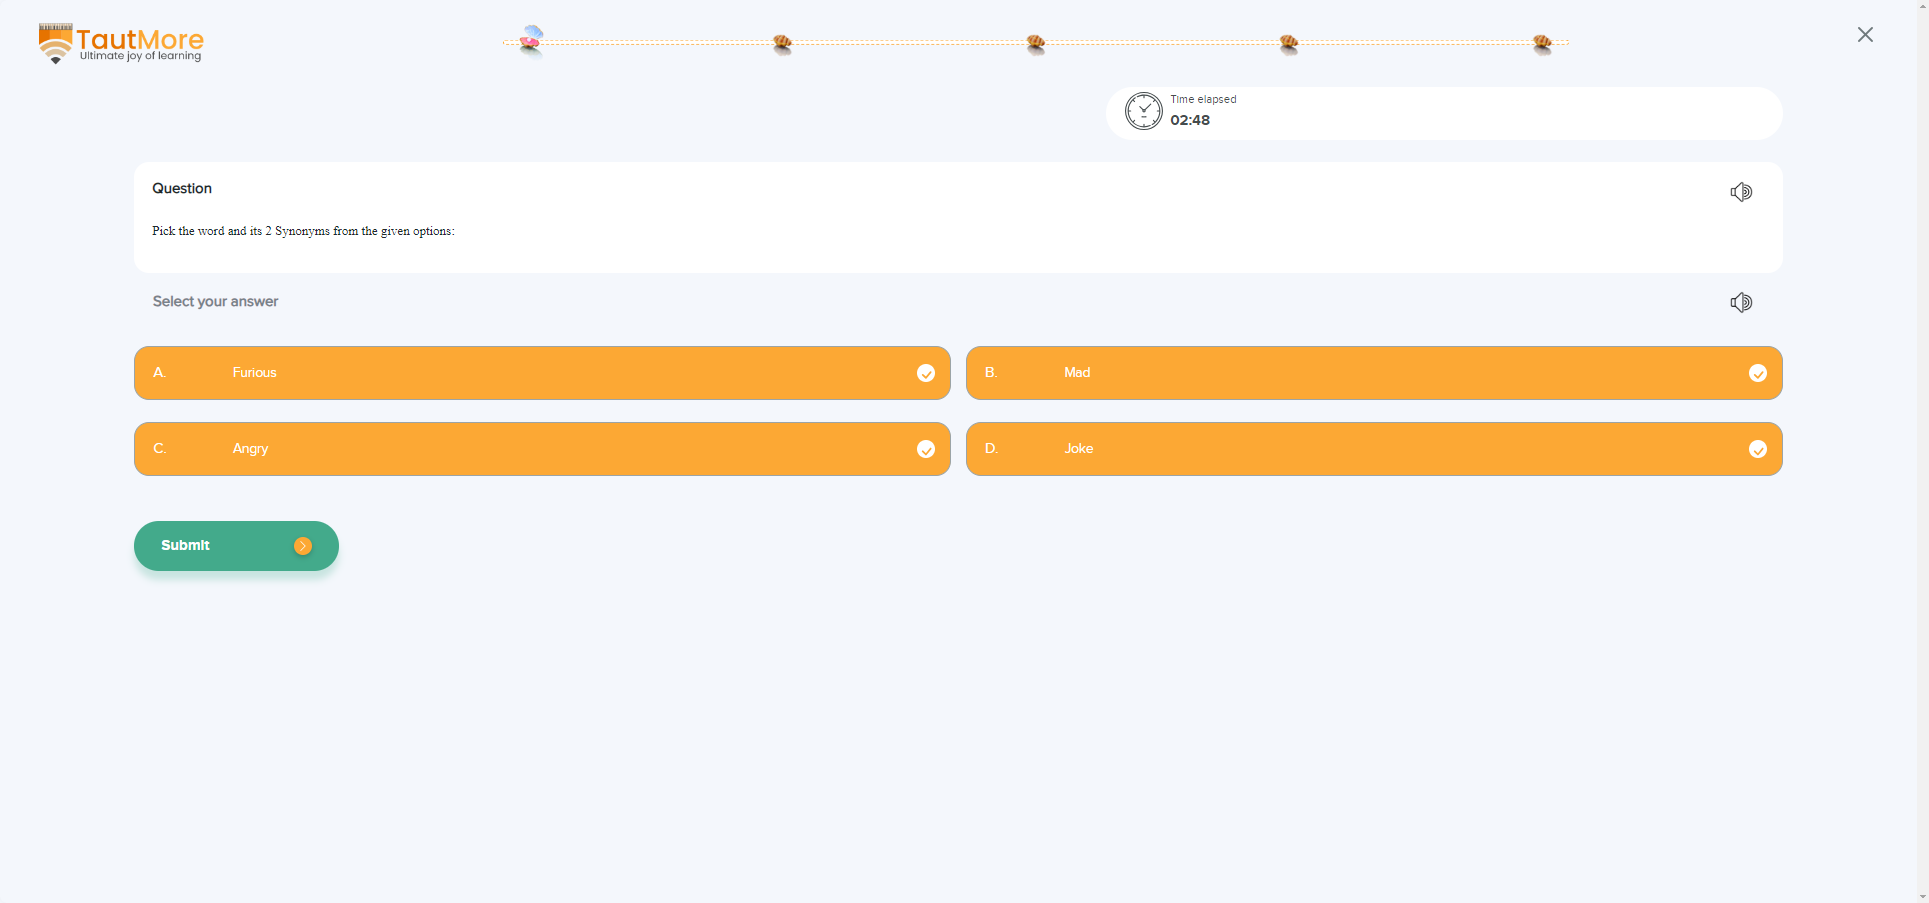 TautMore
Ultimate joy of learning
Time elapsed
02:48
Question
Pick the word and its 2 Synonyms from the given options:
Select your answer
A. Furious
B. Mad
C. Angry
D. Joke
Submit